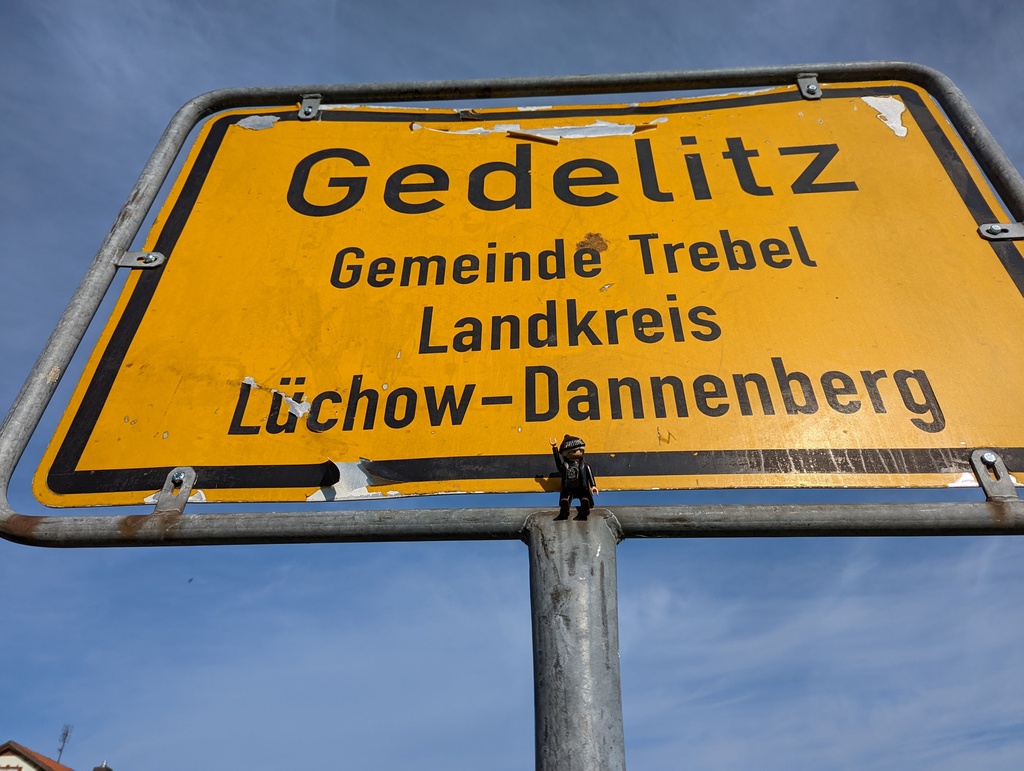 Gedelitz
Gemeinde Trebel
Landkreis
Lüchow-Dannenberg